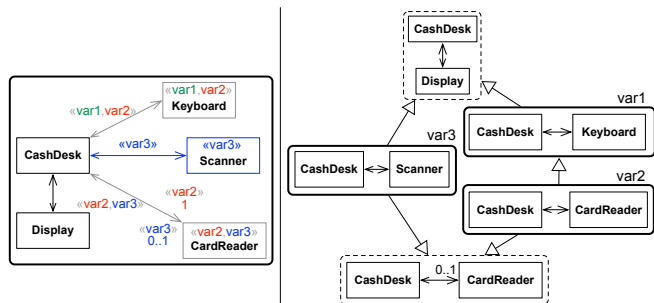 «var1,var2»
Keyboard
«var1,var2»
CashDesk
«var3»
«var3»
Scanner
«var2»
1
«var2,var3»
Display
«var3»
0..1
«var2,var3»
CardReader
CashDesk
Display
var1
CashDesk
Keyboard
var3
CashDesk
Scanner
var2
CashDesk
CardReader
CashDesk
0..1
CardReader